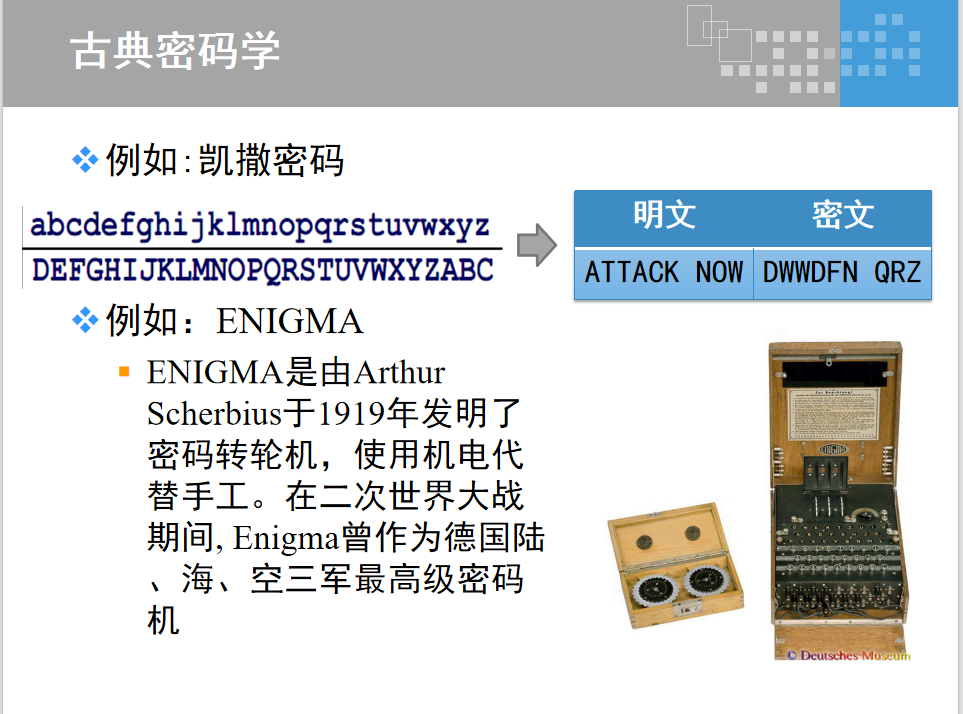 古典密码学
例如:凯撒密码
abcdefghijklmnopqrstuvwxyz
DEFGHIJKLMNOPQRSTUVWXYZABC
明文 密文
ATTACK NOW DWWDFN QRZ
例如：ENIGMA
ENIGMA是由Arthur
Scherbius于1919年发明了
密码转轮机，使用机电代
替手工。在二次世界大战
期间, Enigma曾作为德国陆
、海、空三军最高级密码
机
ENIGMA
© Deutsches Museum